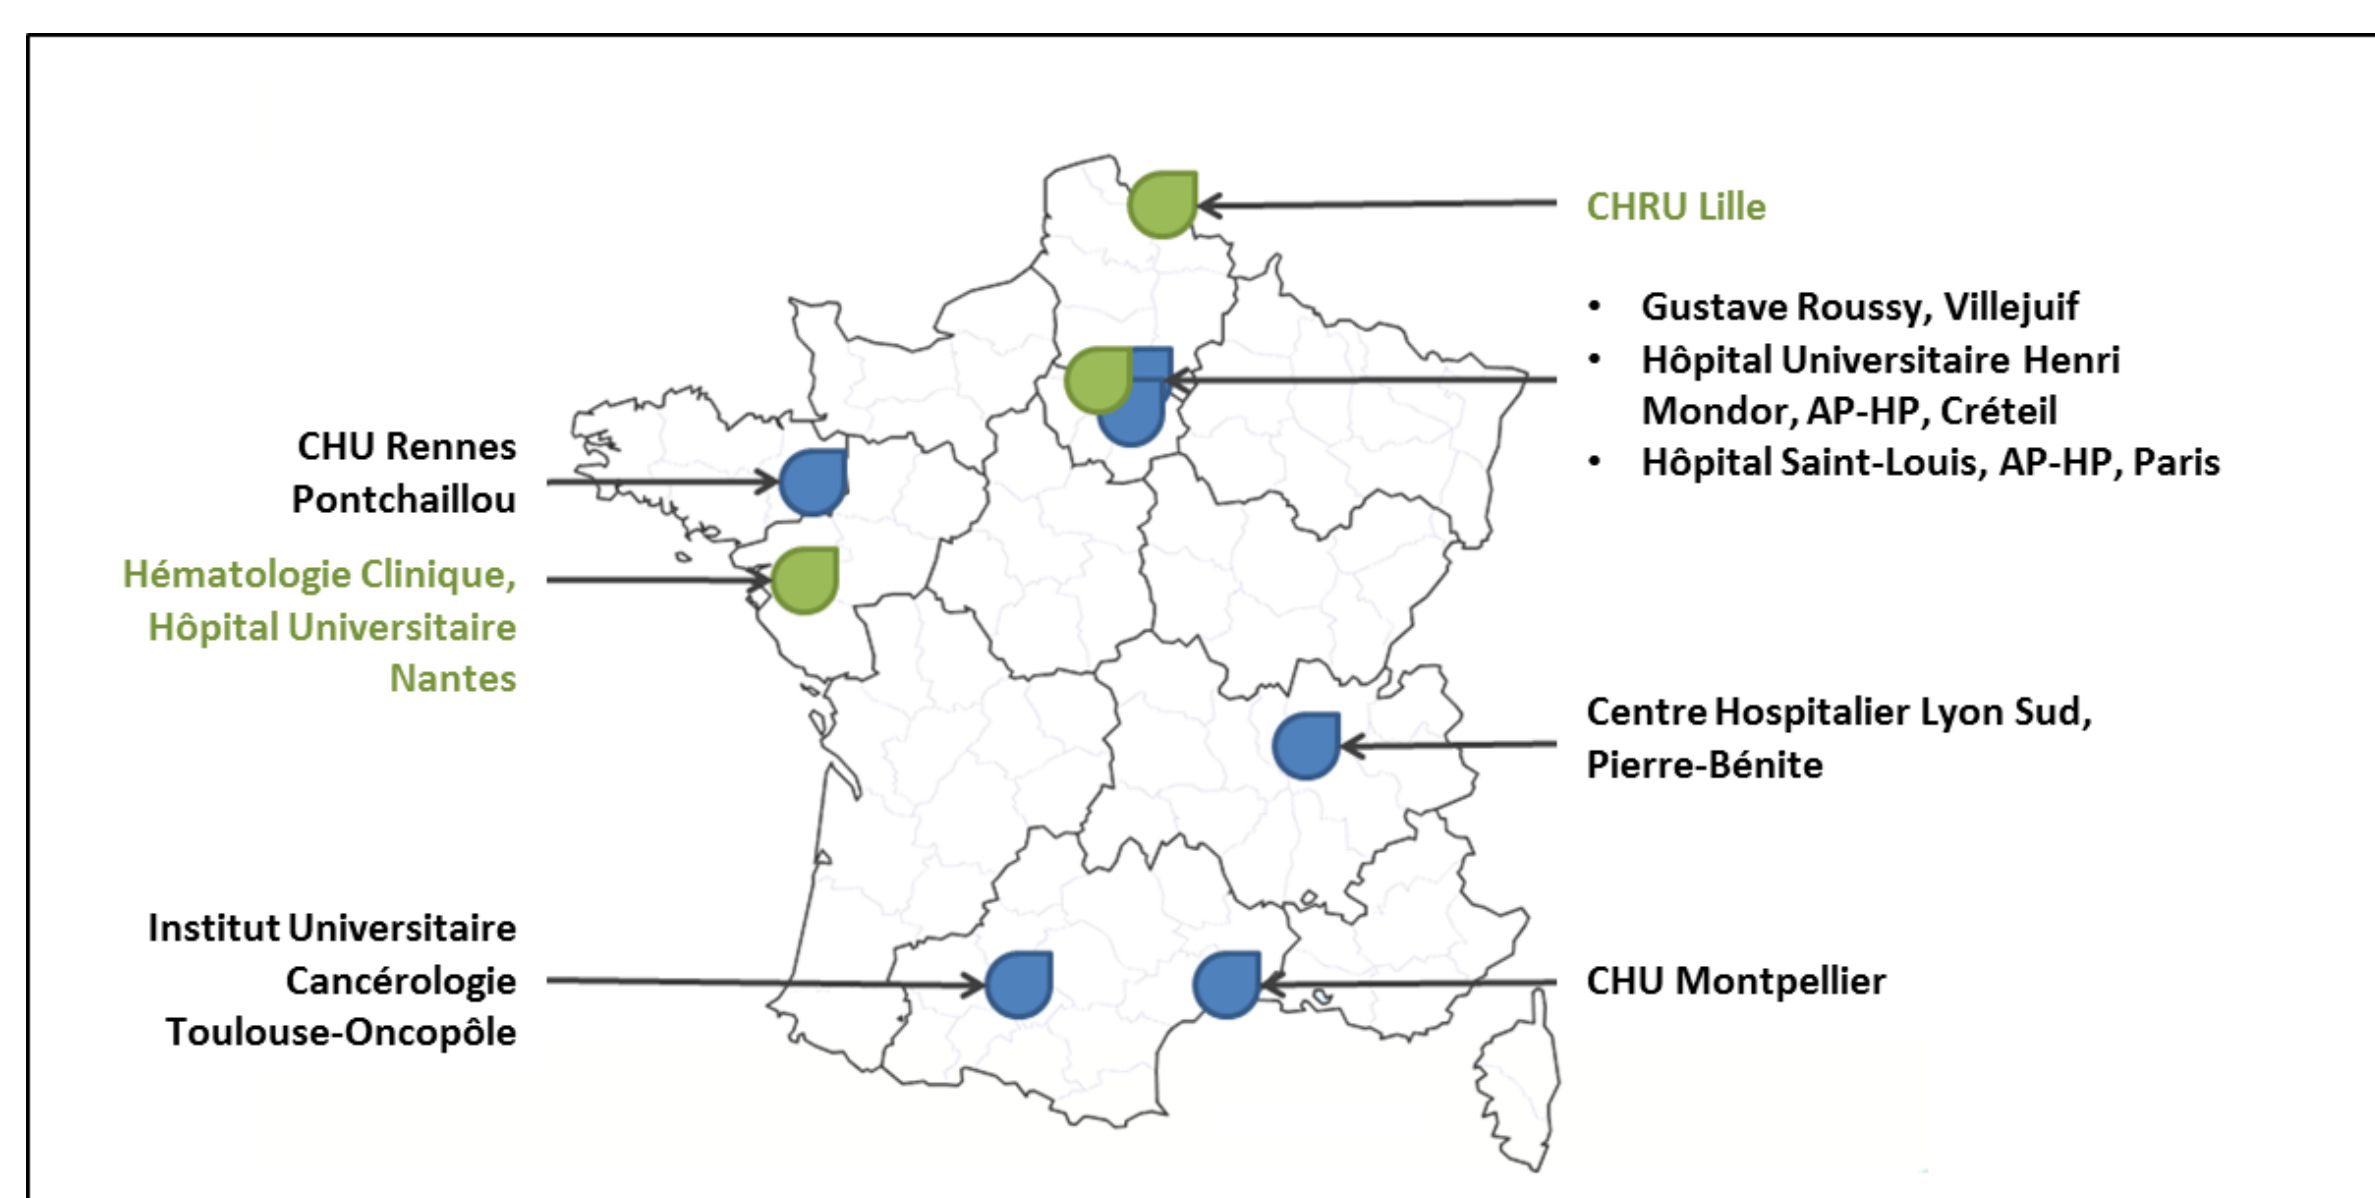 CHRU Lille
• Gustave Roussy, Villejuif
• Hôpital Universitaire Henri
Mondor, AP-HP, Créteil
• Hôpital Saint-Louis, AP-HP, Paris
CHU Rennes
Pontchaillou
Hématologie Clinique,
Hôpital Universitaire
Nantes
Centre Hospitalier Lyon Sud,
Pierre-Bénite
Institut Universitaire
Cancérologie
Toulouse-Oncopôle
CHU Montpellier